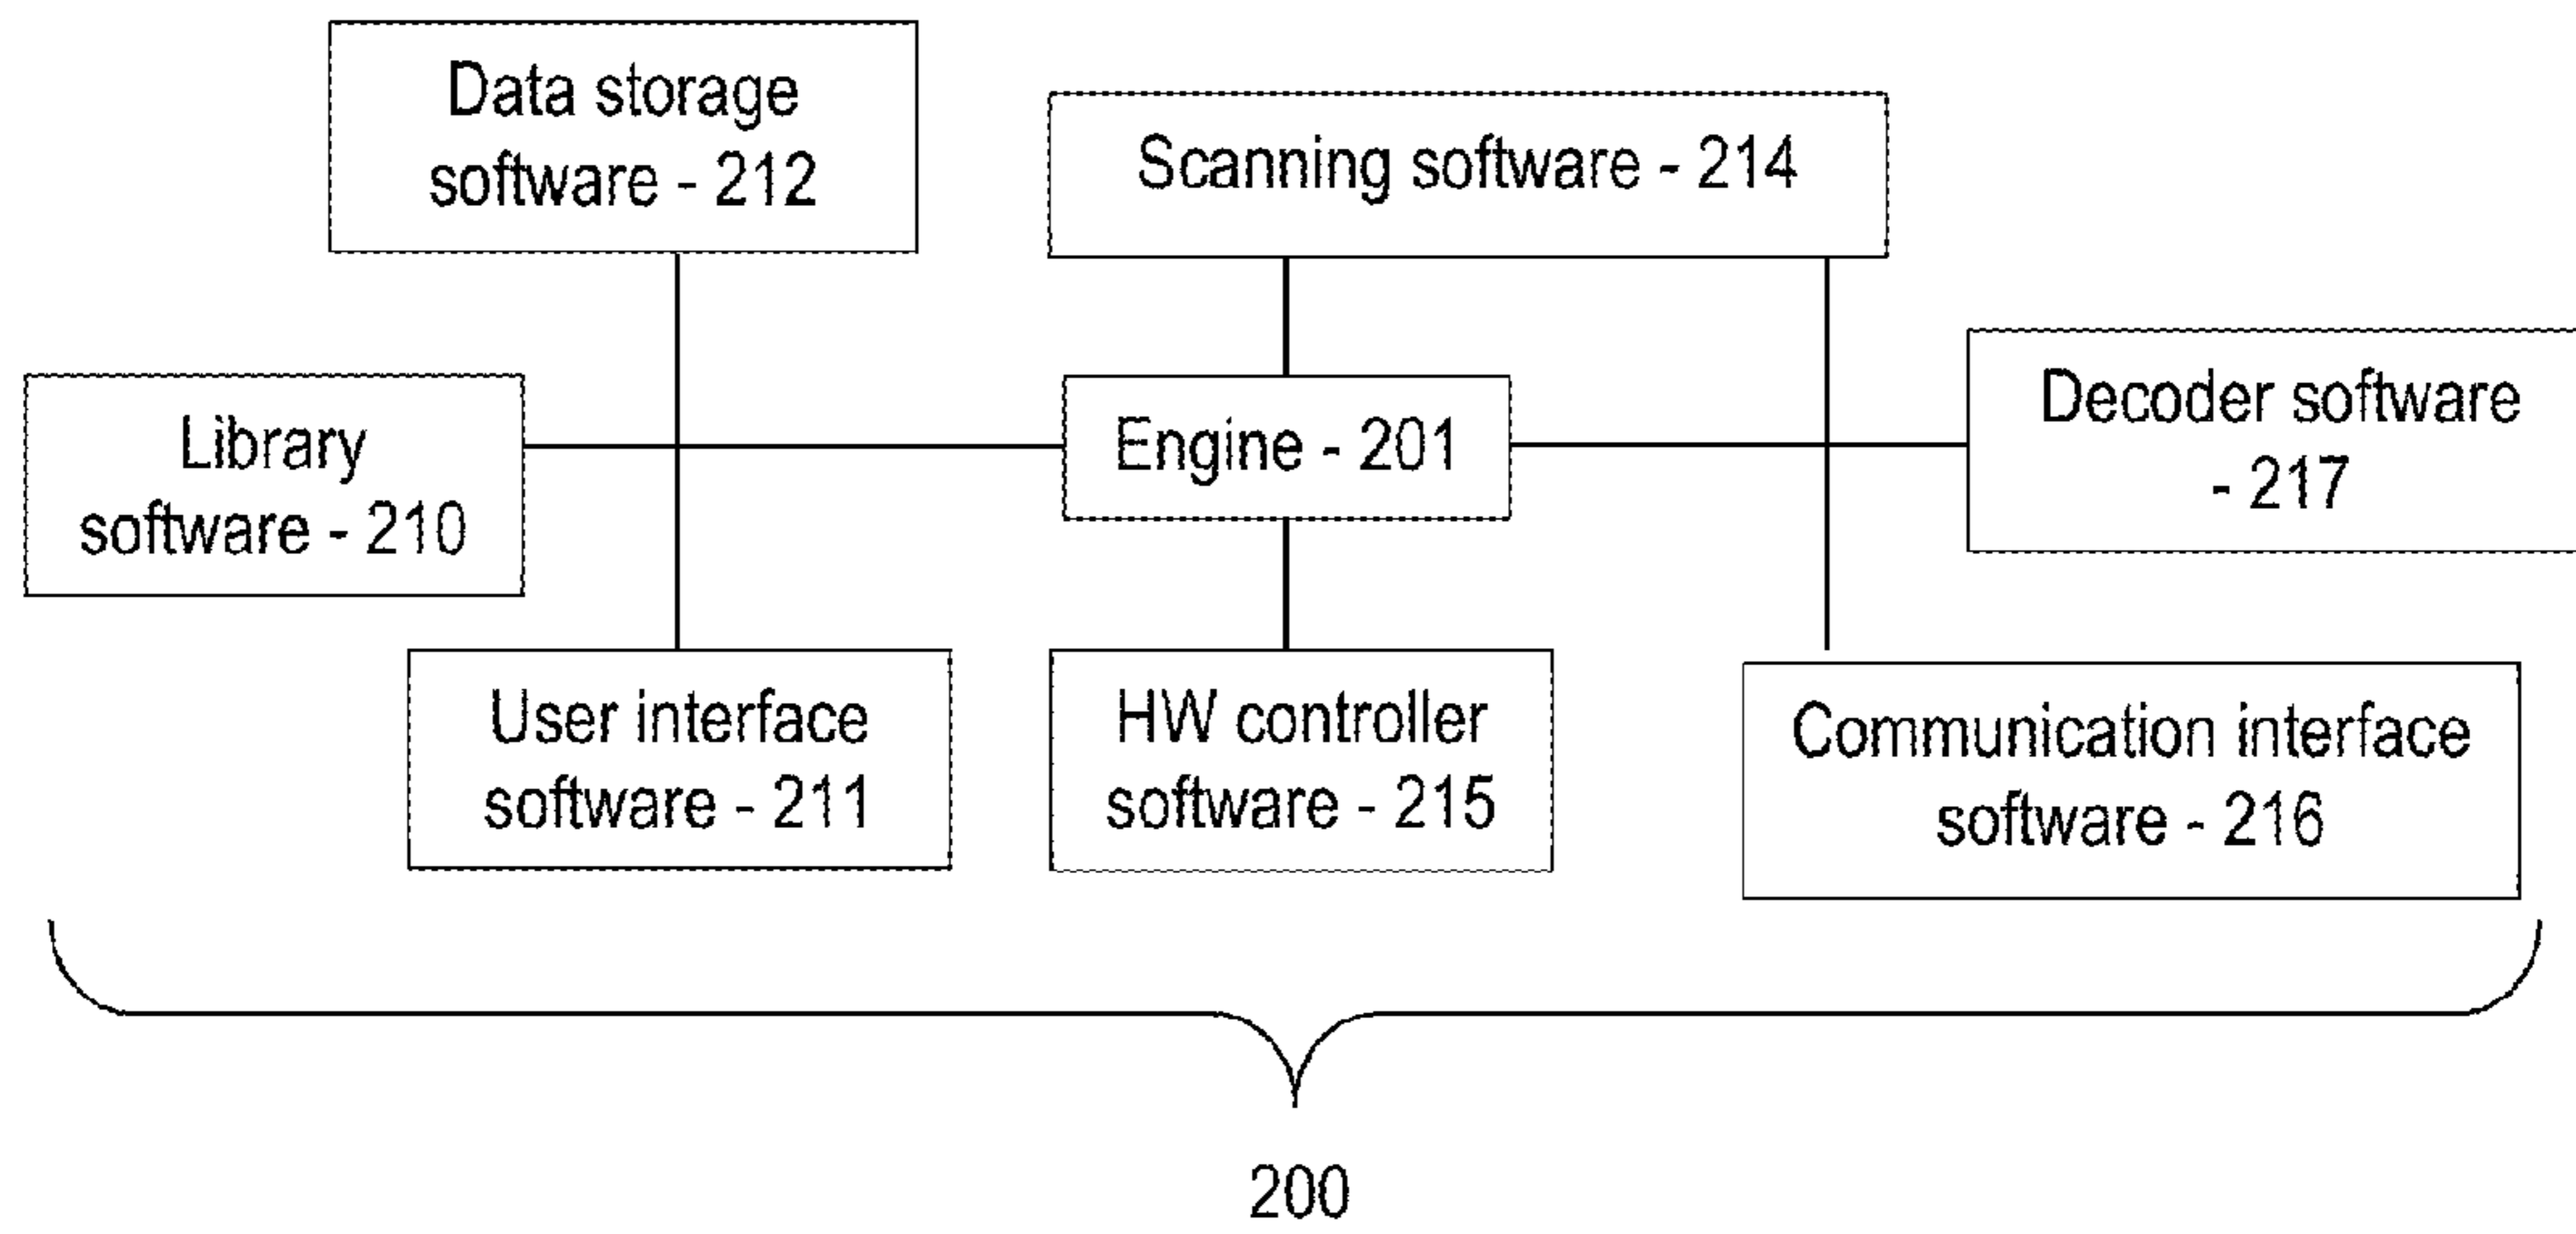 Data storage
software - 212
Scanning software - 214
Library
software - 210
Engine - 201
Decoder software
- 217
User interface
software - 211
HW controller
software - 215
Communication interface
software - 216
200